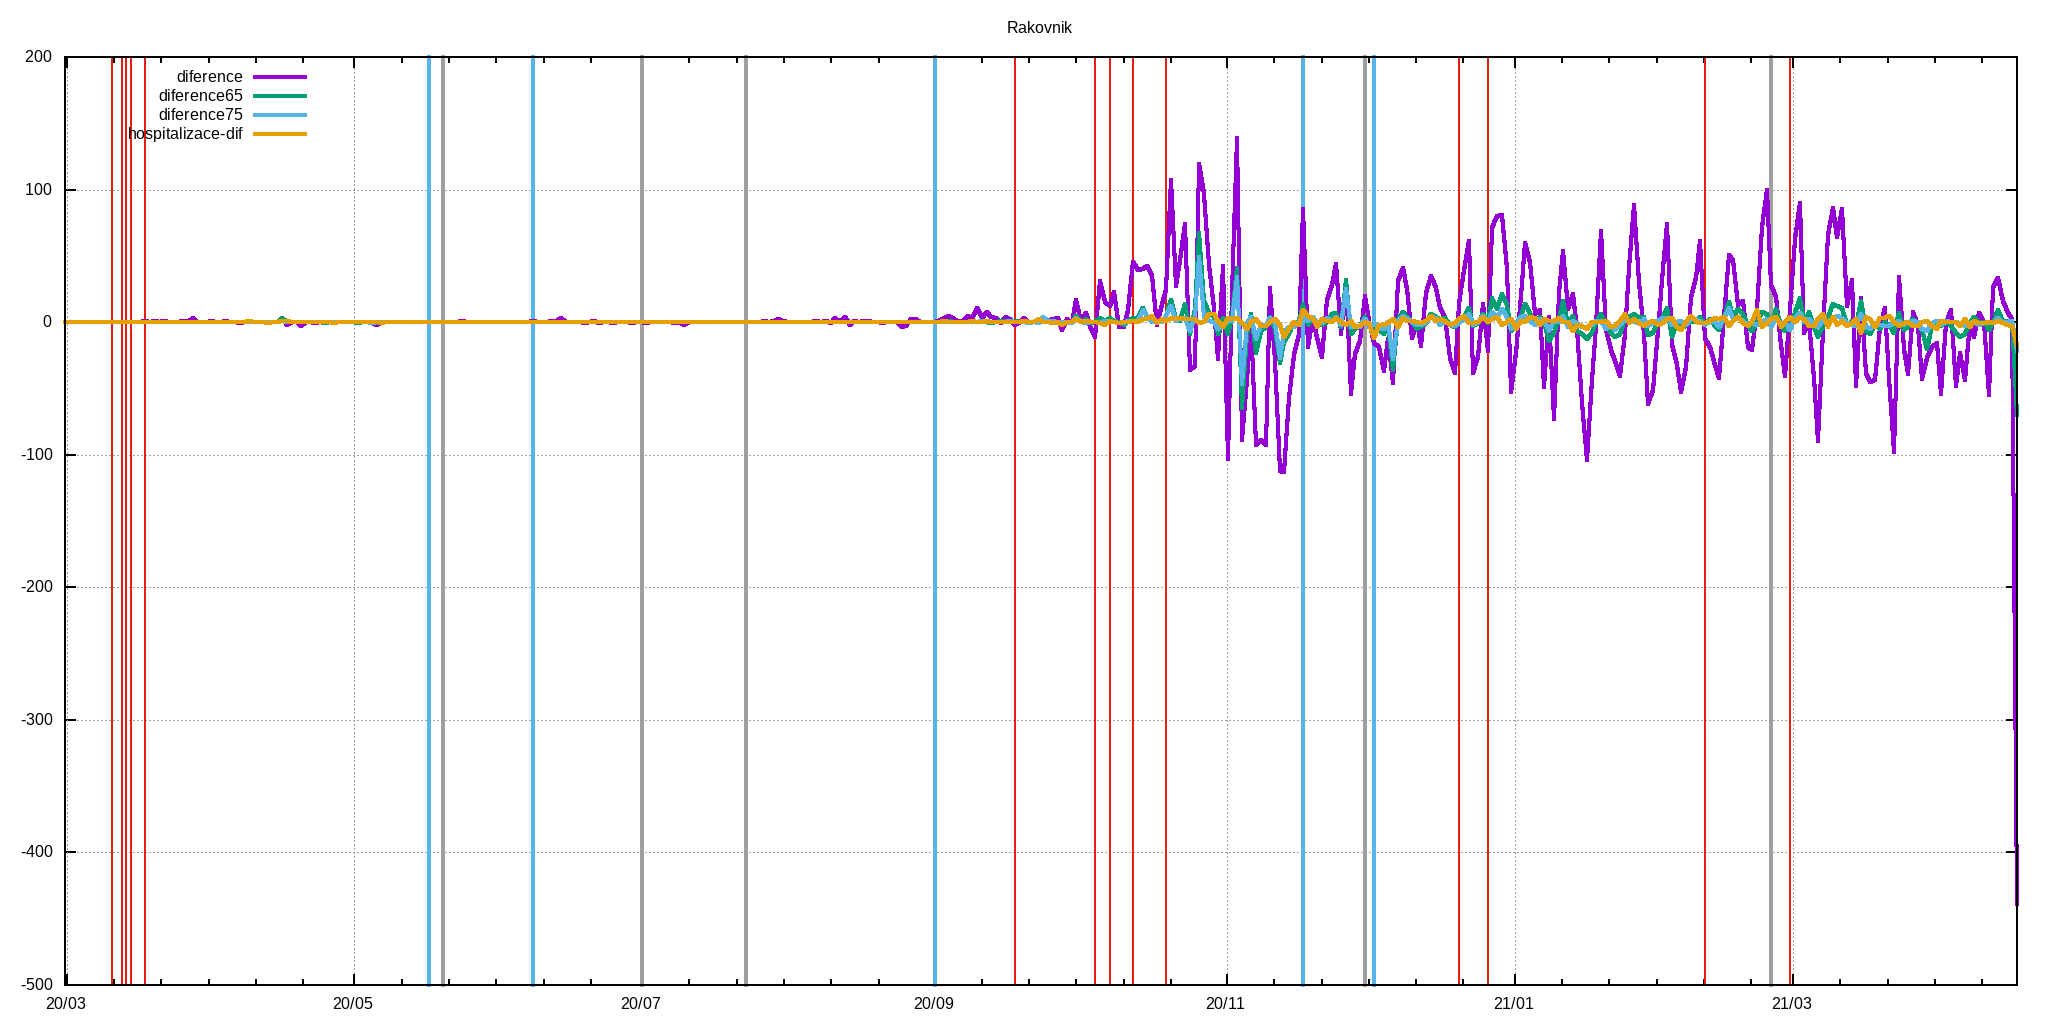 Rakovnik
200
100
0
-100
-200
-300
-400
-500
diference
diference65
diference75
hospitalizace-dif
20/03 20/05 20/07 20/09 20/11 21/01 21/03